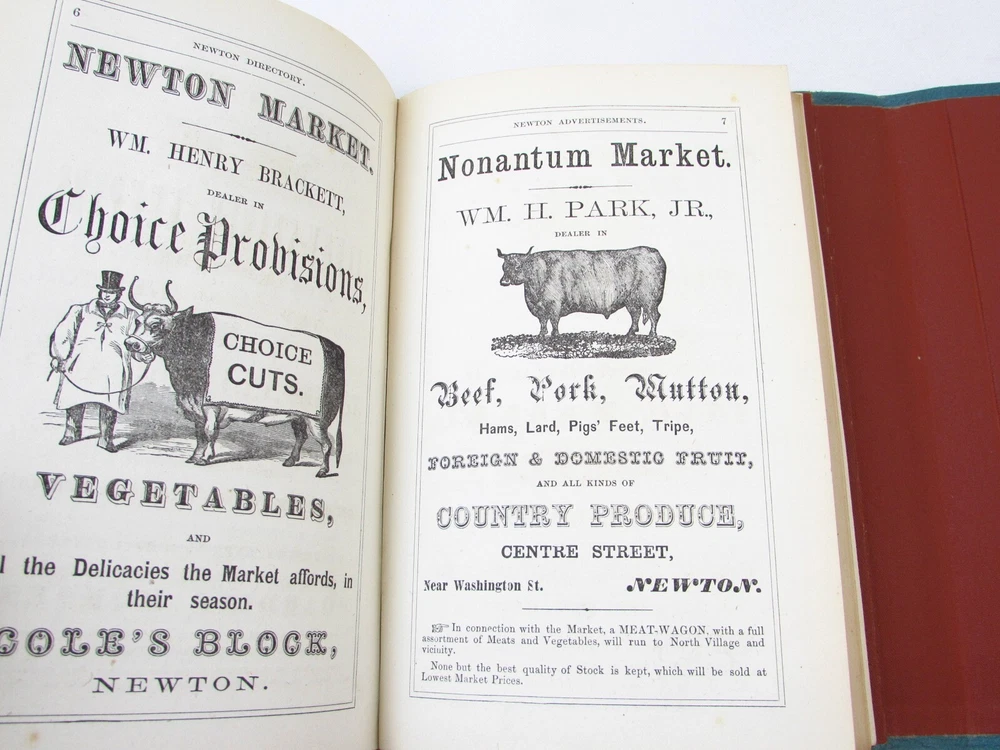 6
NEWTON DIRECTORY.
NEWTON MARKET.
WM. HENRY BRACKETT,
DEALER IN
Choice Provisions,
CHOICE
CUTS.
VEGETABLES,
AND
the Delicacies the Market affords, in
their season.
COLE'S BLOCK,
NEWTON.
NEWTON ADVERTISEMENTS. 7
Nonantum Market.
WM. H. PARK, JR.,
DEALER IN
Beef, Pork, Mutton,
Hams, Lard, Pigs' Feet, Tripe,
FOREIGN & DOMESTIC FRUIT,
AND ALL KINDS OF
COUNTRY PRODUCE,
CENTRE STREET,
Near Washington St. NEWTON.
☞ In connection with the Market, a MEAT-WAGON, with a full
assortment of Meats and Vegetables, will run to North Village and
vicinity.
None but the best quality of Stock is kept, which will be sold at
Lowest Market Prices.